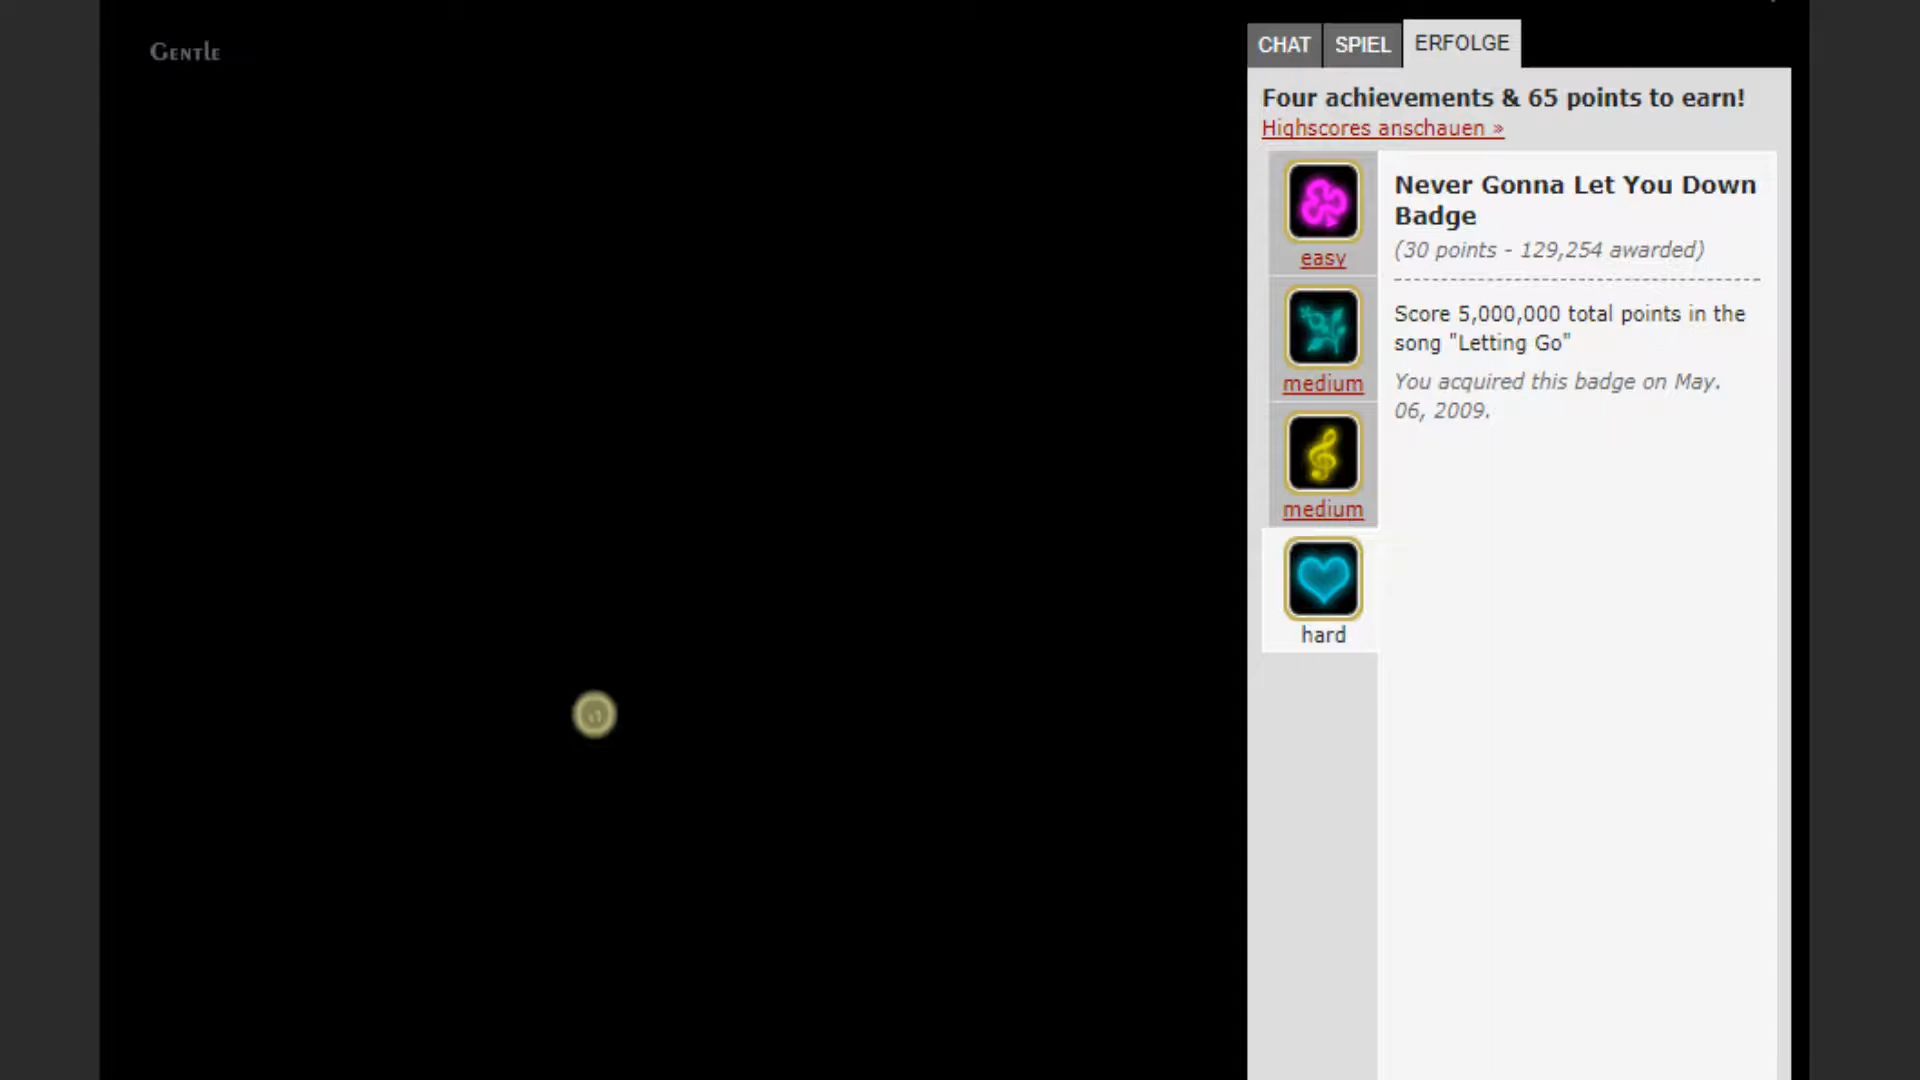 Gentle
CHAT SPIEL ERFOLGE
Four achievements & 65 points to earn!
Highscores anschauen »
easy
medium
medium
hard
Never Gonna Let You Down
Badge
(30 points - 129,254 awarded)
Score 5,000,000 total points in the
song "Letting Go"
You acquired this badge on May.
06, 2009.